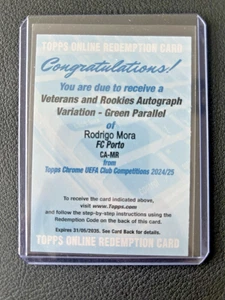 TOPPS ONLINE REDEMPTION CARD
Congratulations!
You are due to receive a
Veterans and Rookies Autograph
Variation - Green Parallel
of
Rodrigo Mora
FC Porto
CA-MR
from
Topps Chrome UEFA Club Competitions 2024/25
To receive the card indicated above,
visit www.Topps.com
and follow the step-by-step instructions using the
Redemption Code on the back of this card.
Expires 31/05/2035. See Card Back for details.
TOPPS ONLINE REDEMPTION CARD